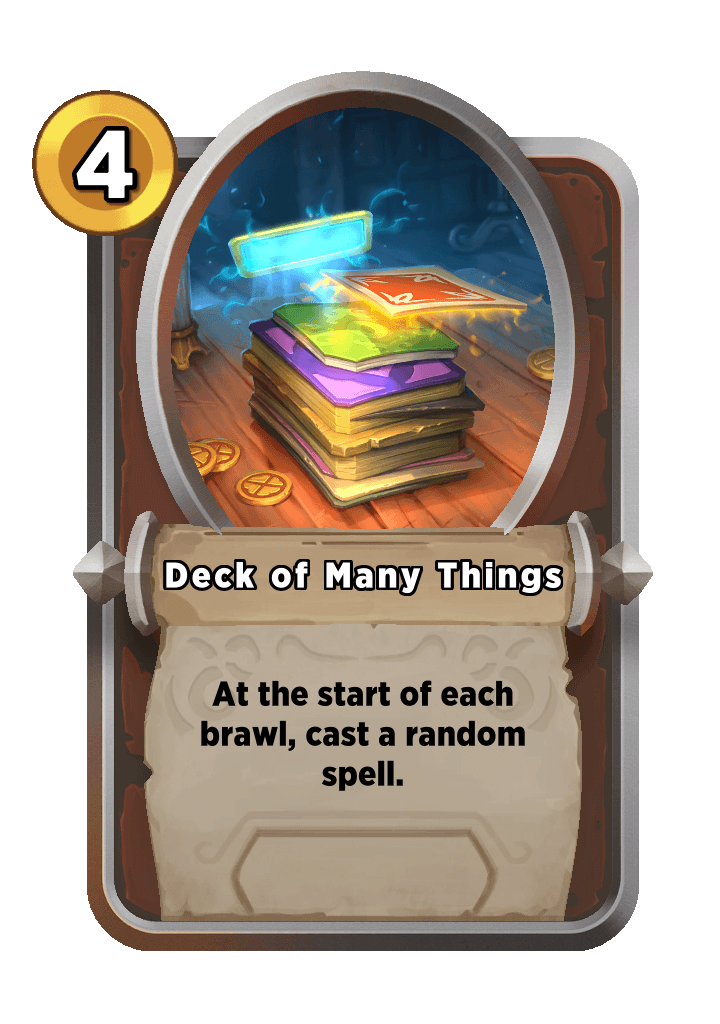 4
Deck of Many Things
At the start of each
brawl, cast a random
spell.